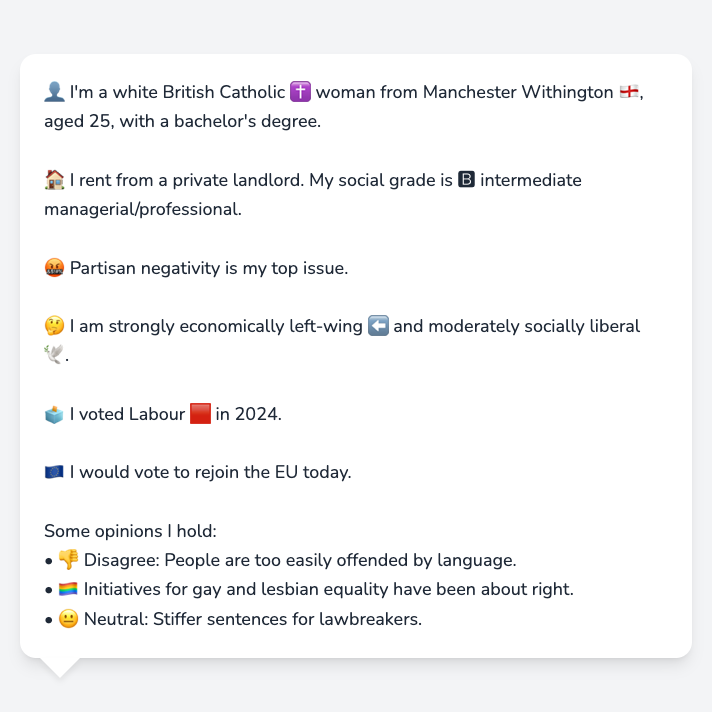 👤 I'm a white British Catholic ✝️ woman from Manchester Withington 🏴󠁧󠁢󠁥󠁮󠁧󠁿,
aged 25, with a bachelor's degree.
🏠 I rent from a private landlord. My social grade is 🅱 intermediate
managerial/professional.
🤬 Partisan negativity is my top issue.
🤔 I am strongly economically left-wing ⬅️ and moderately socially liberal
🕊️.
🗳️ I voted Labour 🟥 in 2024.
🇪🇺 I would vote to rejoin the EU today.
Some opinions I hold:
• 👎 Disagree: People are too easily offended by language.
• 🏳️‍🌈 Initiatives for gay and lesbian equality have been about right.
• 😐 Neutral: Stiffer sentences for lawbreakers.